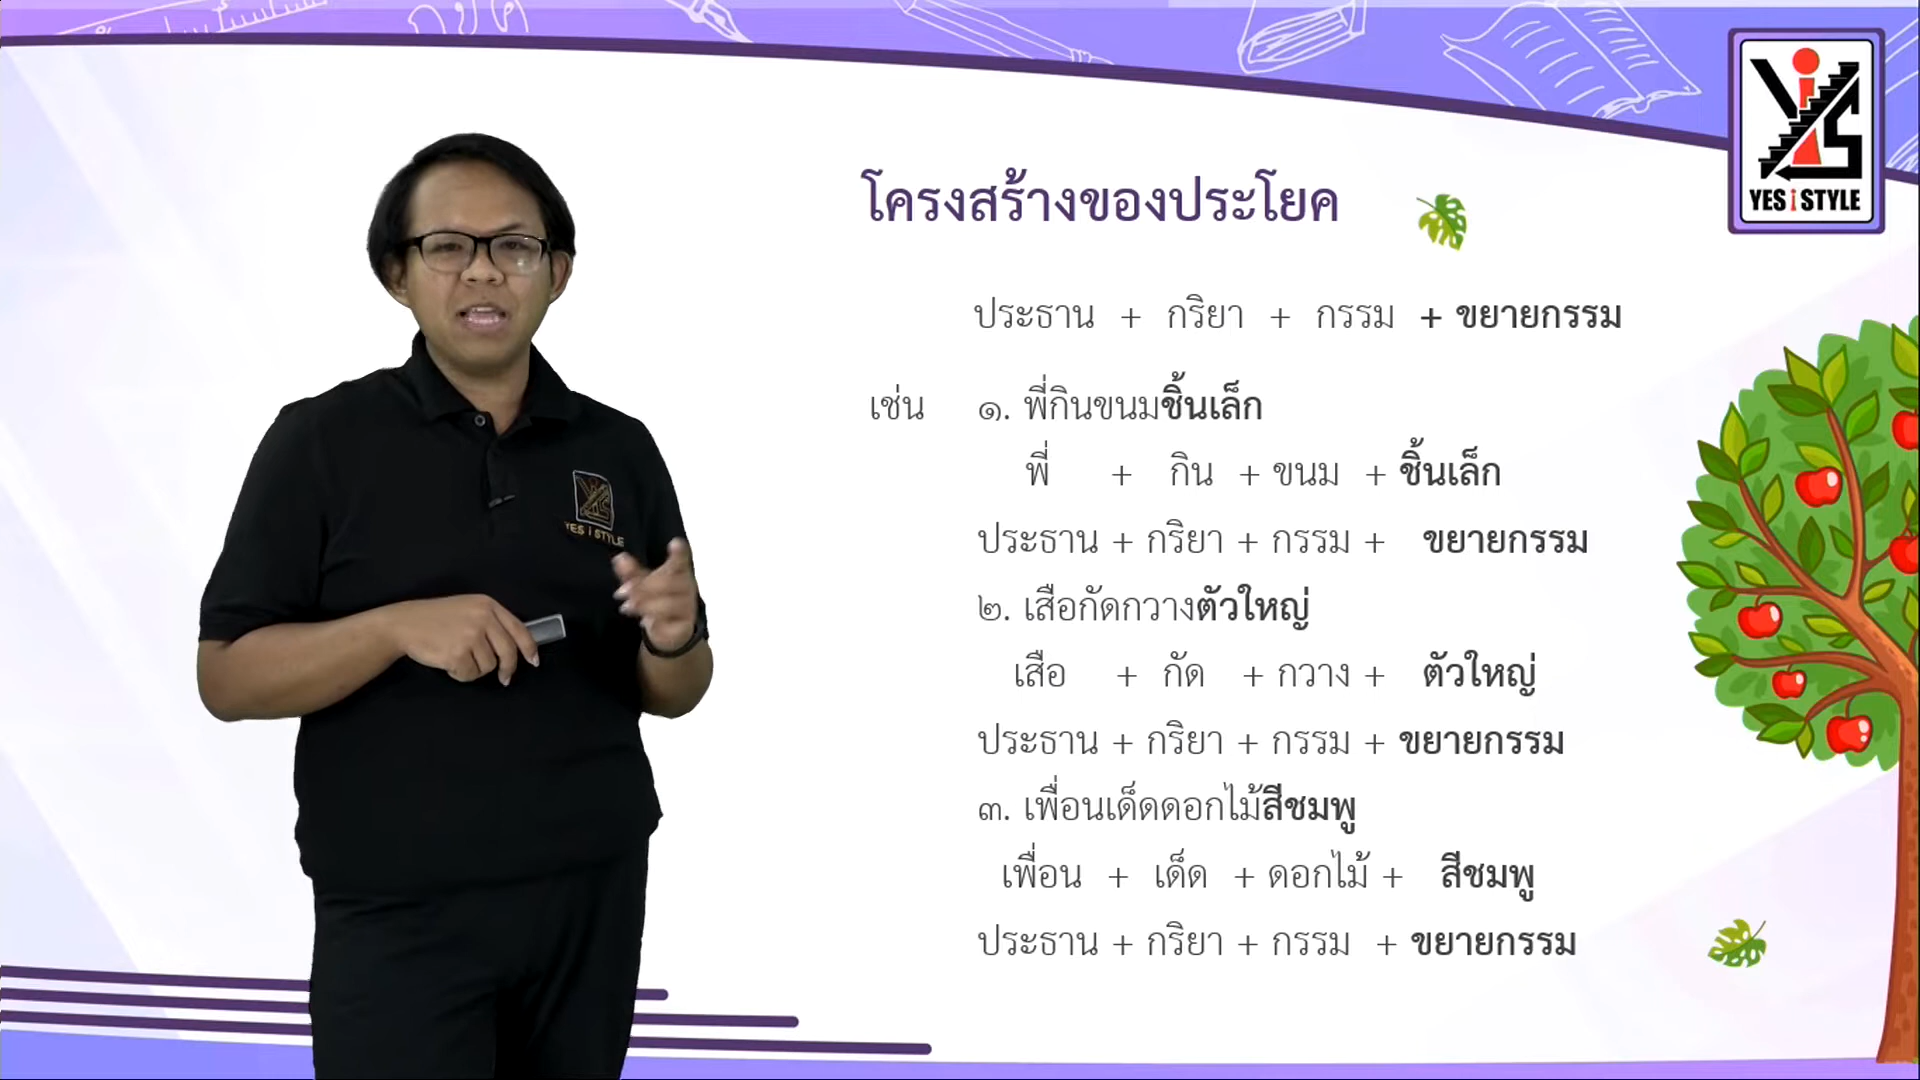 กขค
YiS
YES i STYLE
โครงสร้างของประโยค
ประธาน + กริยา + กรรม + ขยายกรรม
เช่น ๑. พี่กินขนมชิ้นเล็ก
พี่ + กิน + ขนม + ชิ้นเล็ก
ประธาน + กริยา + กรรม + ขยายกรรม
๒. เสือกัดกวางตัวใหญ่
เสือ + กัด + กวาง + ตัวใหญ่
ประธาน + กริยา + กรรม + ขยายกรรม
๓. เพื่อนเด็ดดอกไม้สีชมพู
เพื่อน + เด็ด + ดอกไม้ + สีชมพู
ประธาน + กริยา + กรรม + ขยายกรรม
YES i STYLE